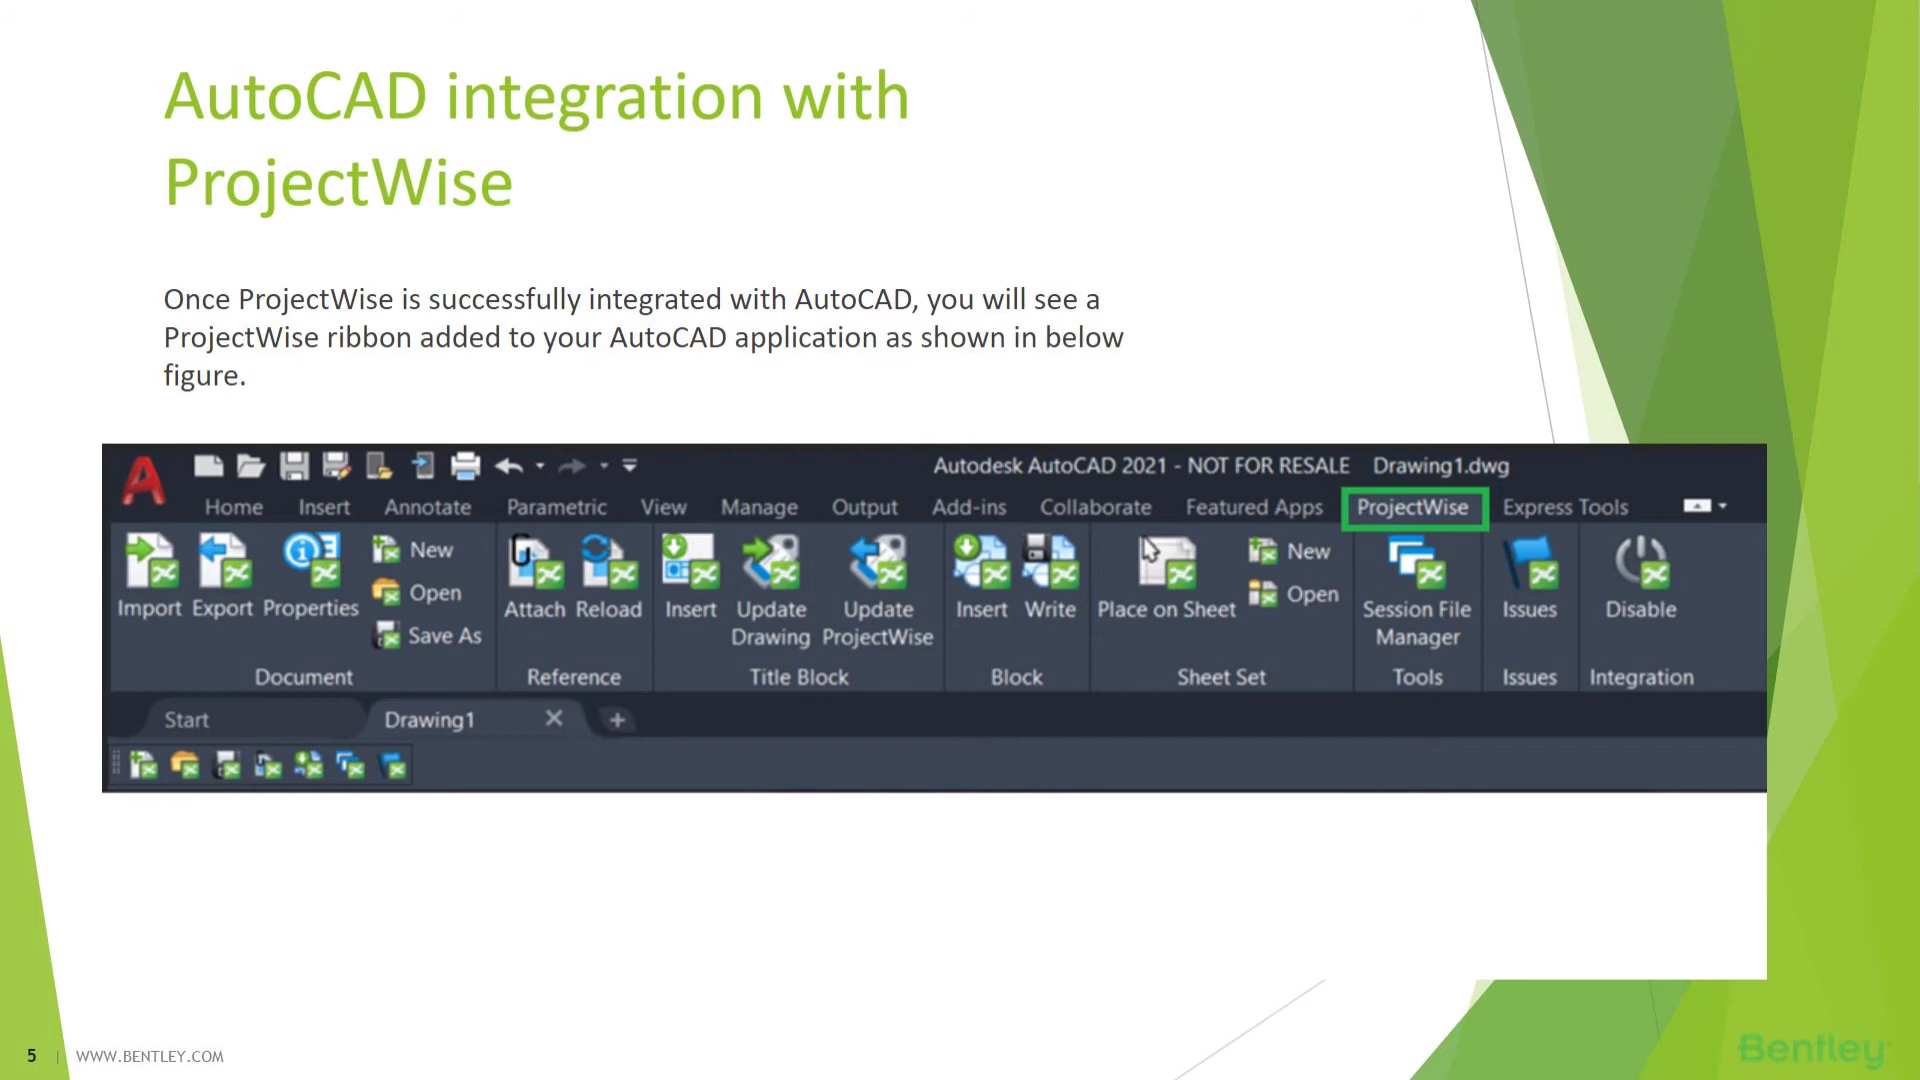 AutoCAD integration with
ProjectWise
Once ProjectWise is successfully integrated with AutoCAD, you will see a
ProjectWise ribbon added to your AutoCAD application as shown in below
figure.
Autodesk AutoCAD 2021 - NOT FOR RESALE Drawing1.dwg
Home Insert Annotate Parametric View Manage Output Add-ins Collaborate Featured Apps ProjectWise Express Tools
New New
Open Open
Import Export Properties Attach Reload Insert Update Update Insert Write Place on Sheet Session File Issues Disable
Save As Drawing ProjectWise Manager
Document Reference Title Block Block Sheet Set Tools Issues Integration
Start Drawing1
5 | WWW.BENTLEY.COM
Bentley